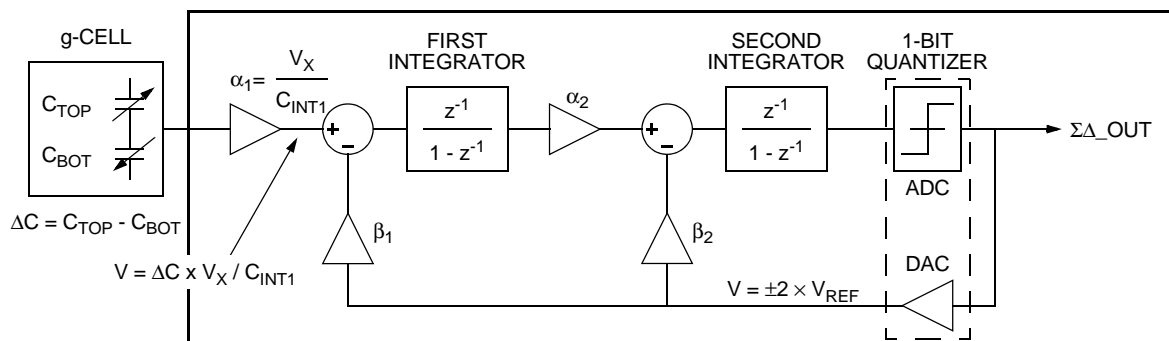 g-CELL
C_TOP
C_BOT
ΔC = C_TOP - C_BOT
α₁= V_X / C_INT1
V = ΔC x V_X / C_INT1
+
-
β₁
FIRST
INTEGRATOR
z⁻¹
1 - z⁻¹
α₂
+
-
β₂
SECOND
INTEGRATOR
z⁻¹
1 - z⁻¹
1-BIT
QUANTIZER
ADC
DAC
V = ±2 × V_REF
ΣΔ_OUT